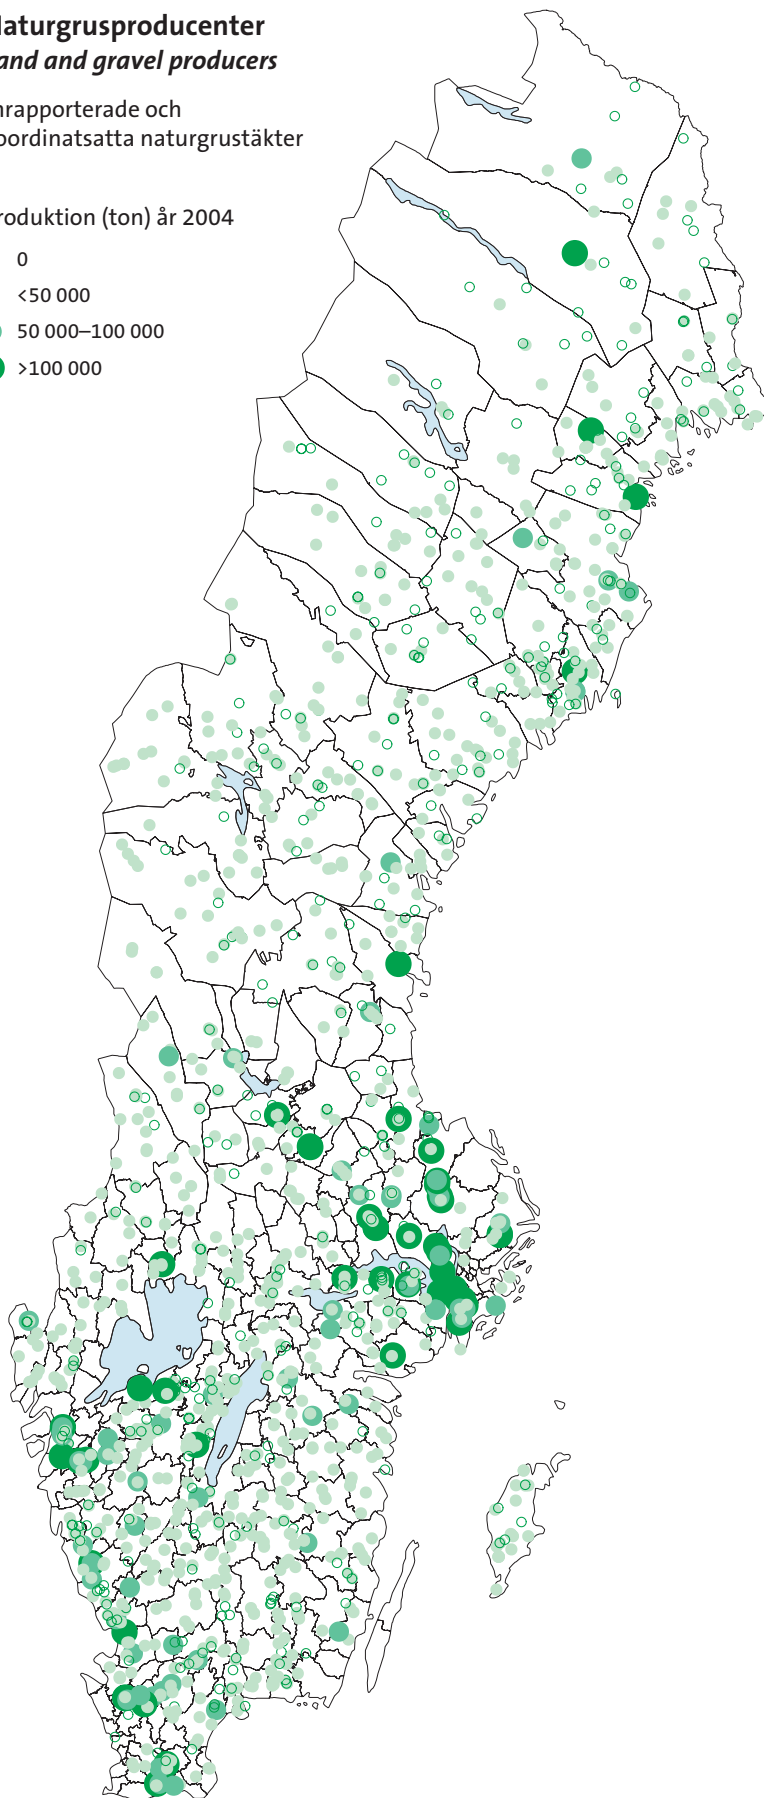 Naturgrusproducenter
and and gravel producers
nrapporterade och
oordinatsatta naturgrustäkter
roduktion (ton) år 2004
0
<50 000
50 000–100 000
>100 000